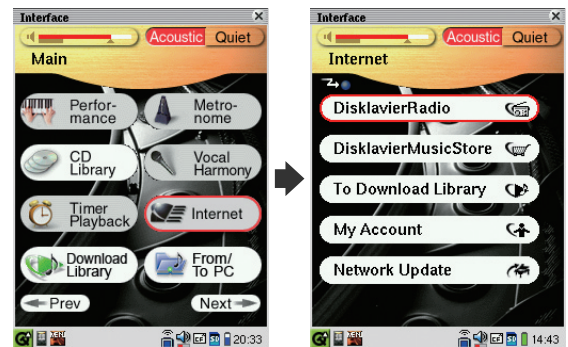 Interface
Acoustic Quiet
Main
Perfor-
mance
Metro-
nome
CD
Library
Vocal
Harmony
Timer
Playback
Internet
Download
Library
From/
To PC
Prev
Next
20:33
Interface
Acoustic Quiet
Internet
DisklavierRadio
DisklavierMusicStore
To Download Library
My Account
Network Update
14:43